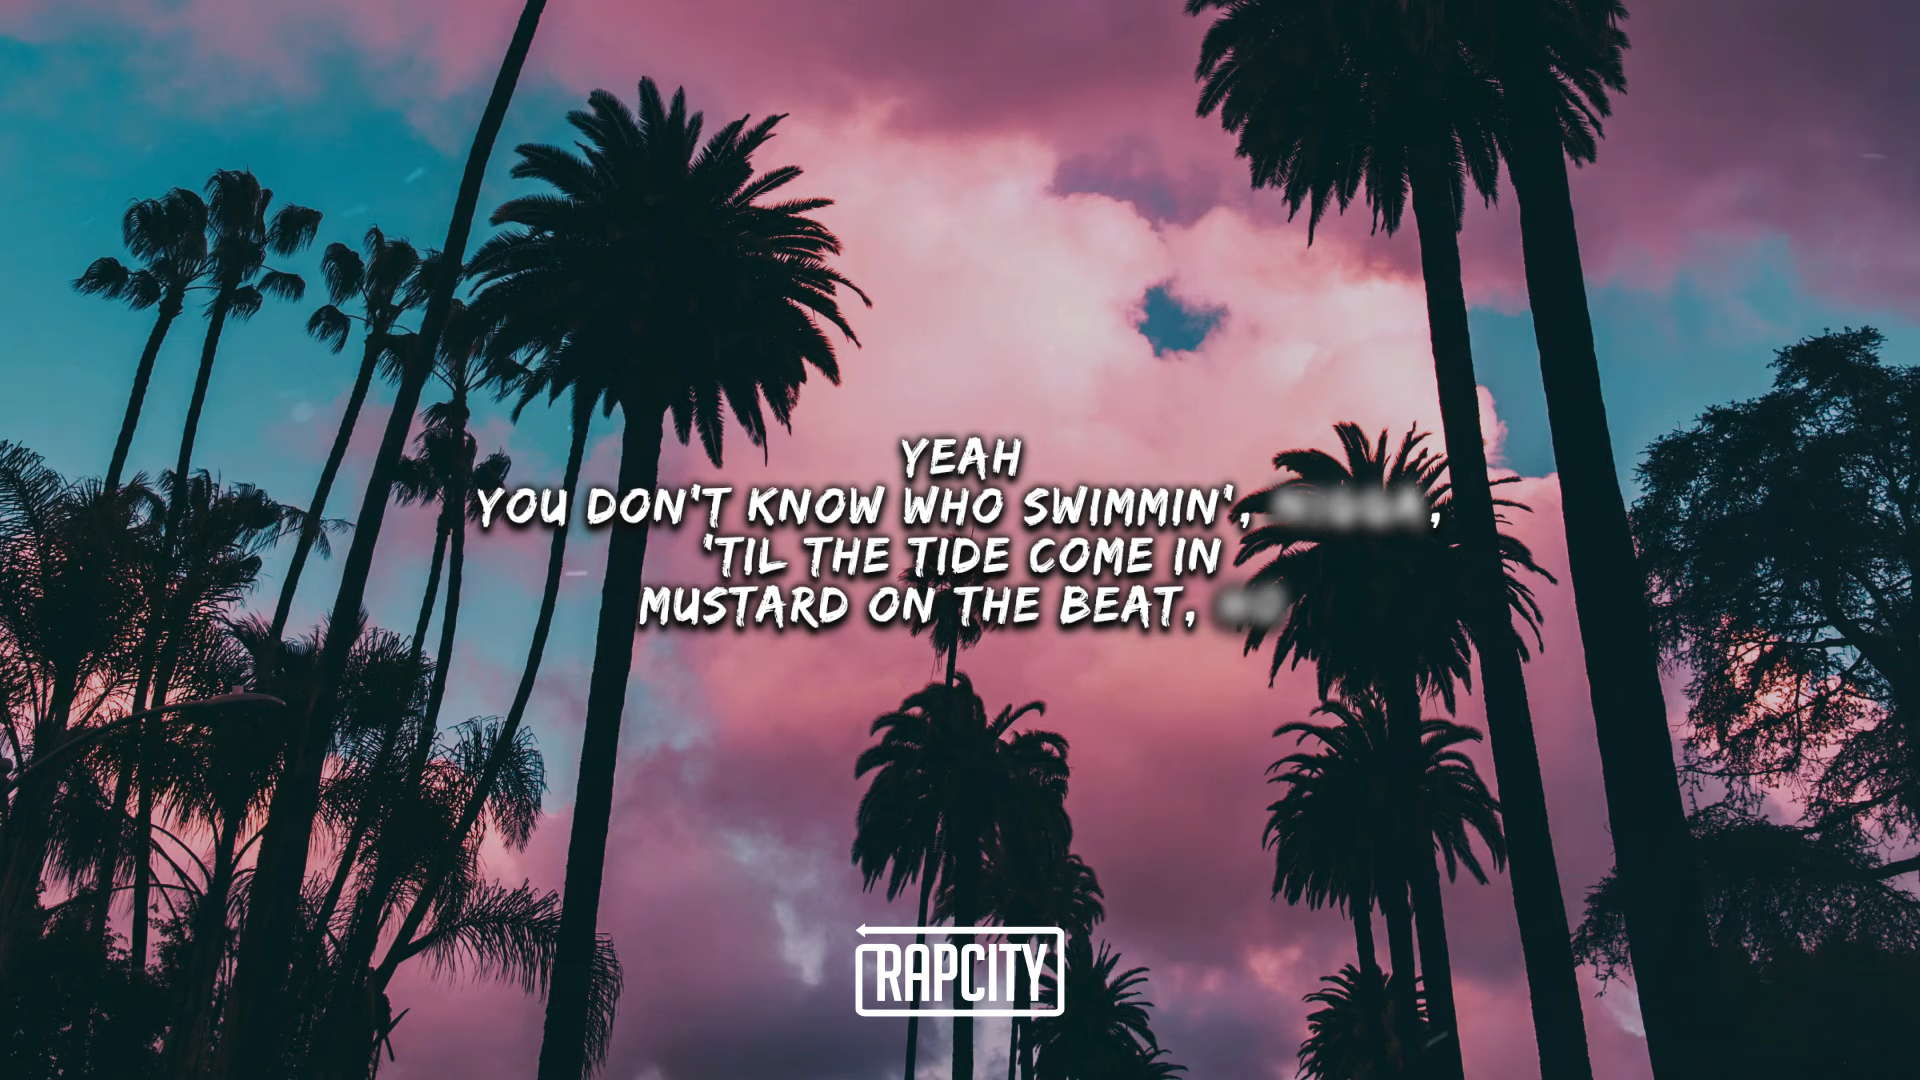 YEAH
YOU DON'T KNOW WHO SWIMMIN', ,
'TIL THE TIDE COME IN
MUSTARD ON THE BEAT,
RAPCITY